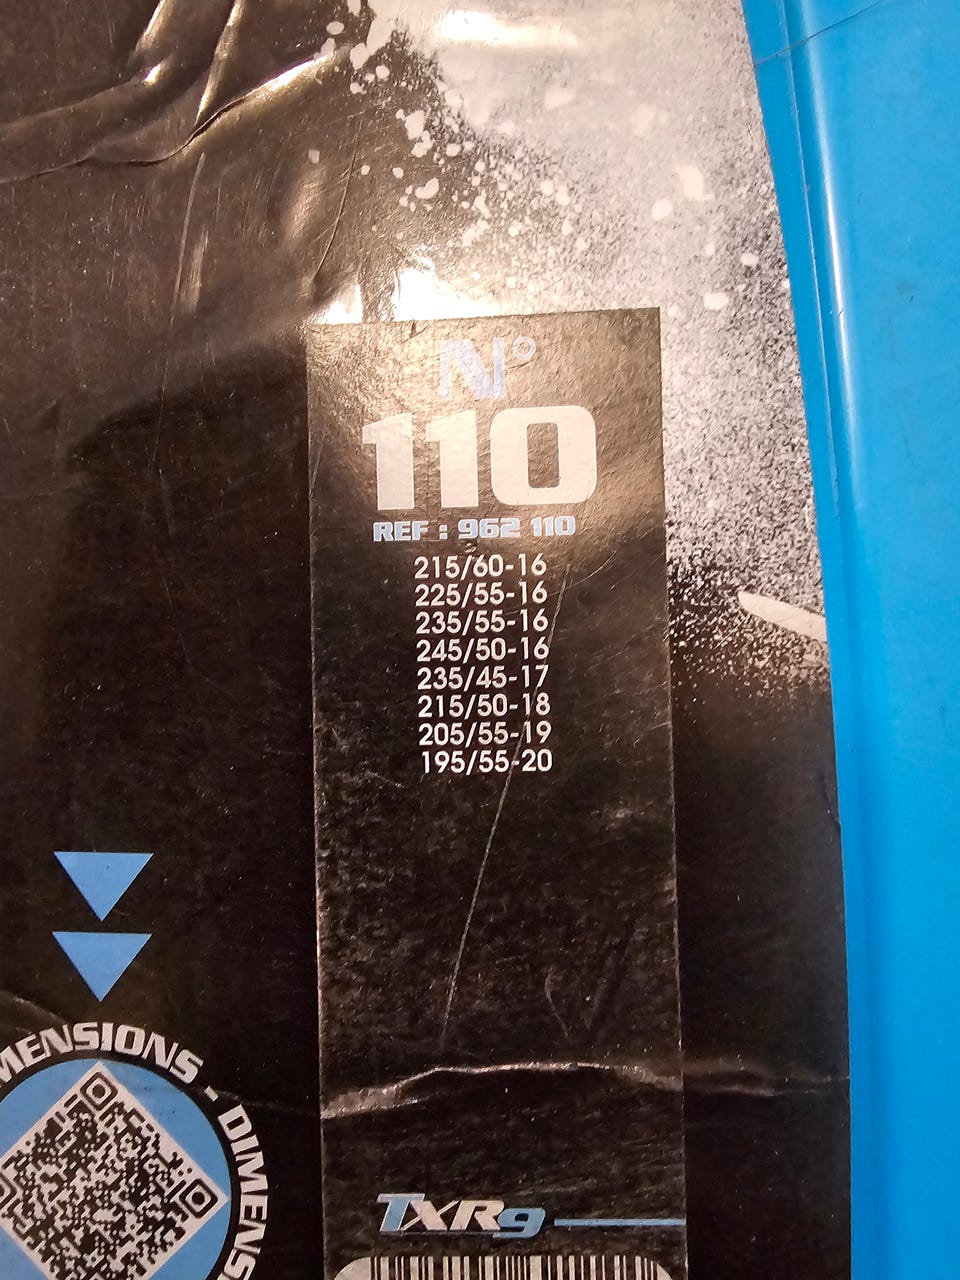 N°
110
REF : 962 110
215/60-16
225/55-16
235/55-16
245/50-16
235/45-17
215/50-18
205/55-19
195/55-20
MENSIONS - DIMENS
TXR9